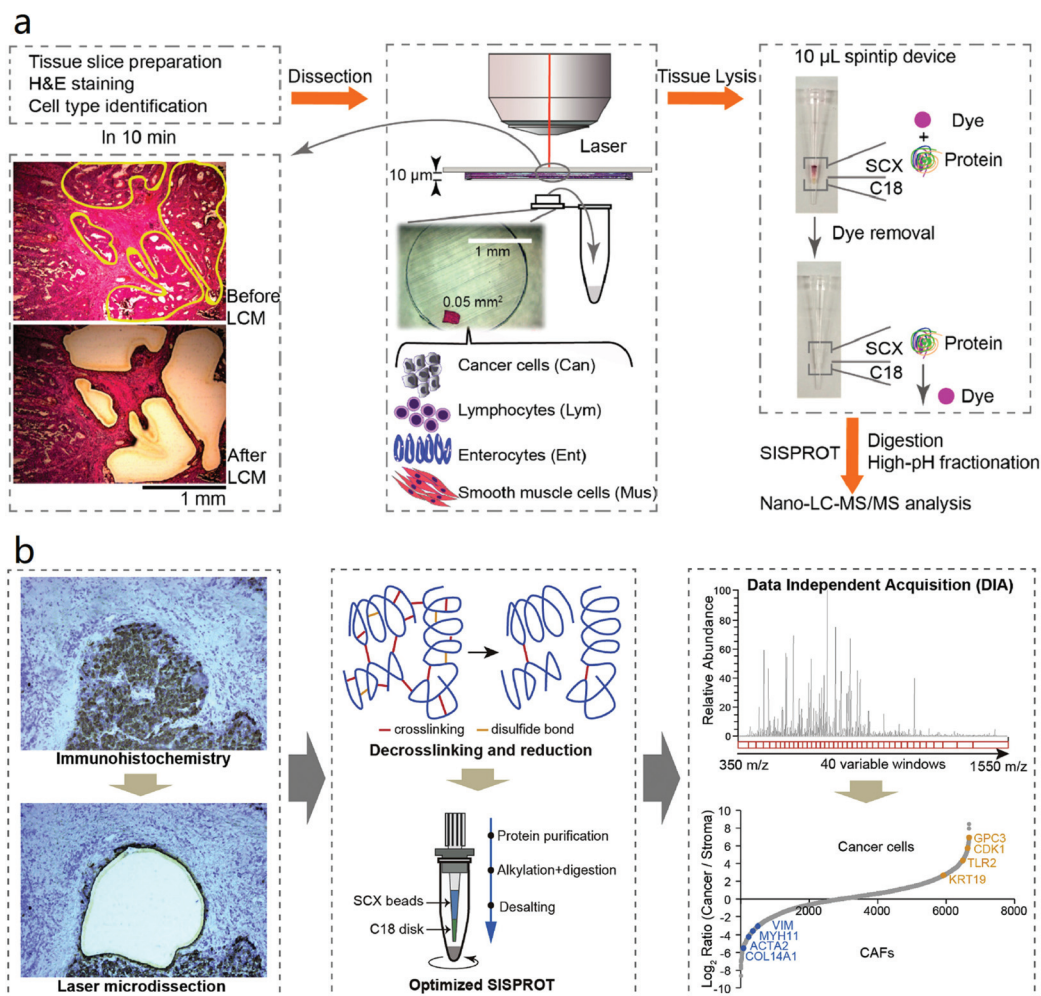 a
Tissue slice preparation
H&E staining
Cell type identification
In 10 min
Before
LCM
After
LCM
1 mm
Dissection
Laser
10 μm
1 mm
0.05 mm²
Cancer cells (Can)
Lymphocytes (Lym)
Enterocytes (Ent)
Smooth muscle cells (Mus)
Tissue Lysis
10 μL spintip device
Dye
+
Protein
SCX
C18
Dye removal
SCX
C18
Protein
Dye
SISPROT
Digestion
High-pH fractionation
Nano-LC-MS/MS analysis
b
Immunohistochemistry
Laser microdissection
crosslinking
disulfide bond
Decrosslinking and reduction
Protein purification
Alkylation+digestion
Desalting
SCX beads
C18 disk
Optimized SISPROT
Data Independent Acquisition (DIA)
Relative Abundance
100
80
60
40
20
0
350 m/z
40 variable windows
1550 m/z
Log₂ Ratio (Cancer / Stroma)
10
8
6
4
2
0
-2
-4
-6
-8
-10
2000
4000
6000
8000
Cancer cells
GPC3
CDK1
TLR2
KRT19
VIM
MYH11
ACTA2
COL14A1
CAFs